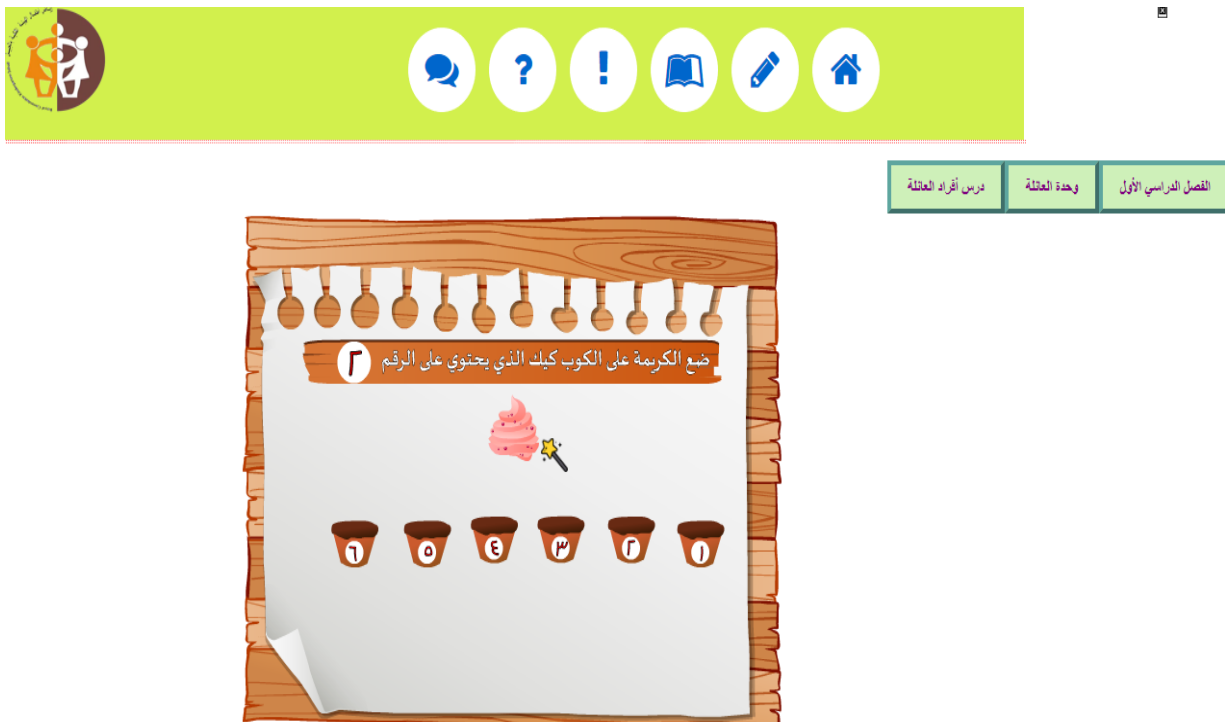 الفصل الدراسي الأول
وحدة العائلة
درس أفراد العائلة
ضع الكريمة على الكوب كيك الذي يحتوي على الرقم ٢
١ ٢ ٣ ٤ ٥ ٦